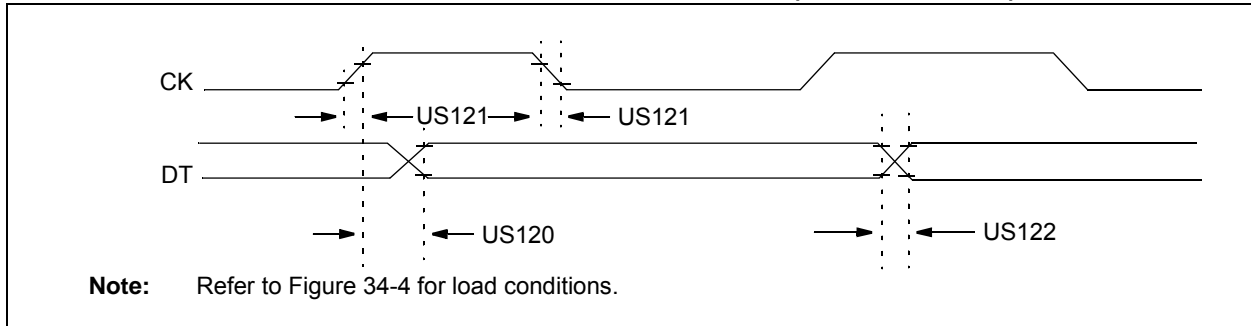 CK
US121
US121
DT
US120
US122
Note: Refer to Figure 34-4 for load conditions.